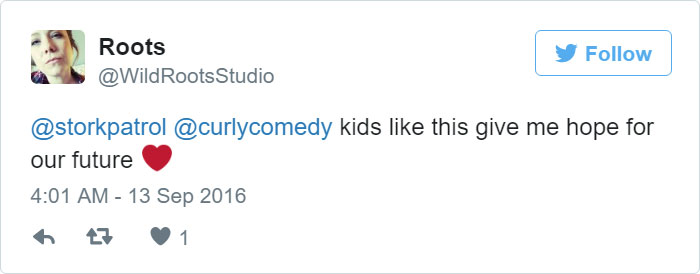 Roots
@WildRootsStudio
Follow
@storkpatrol @curlycomedy kids like this give me hope for
our future ❤
4:01 AM - 13 Sep 2016
1